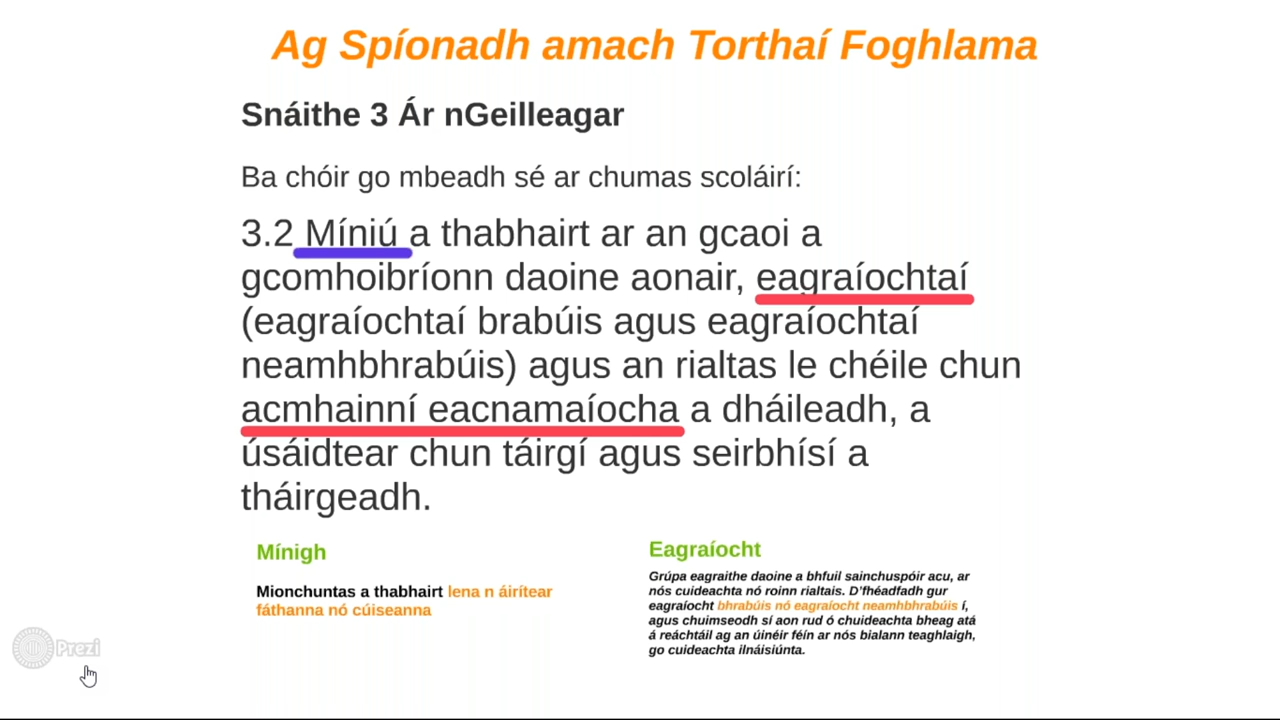 Ag Spíonadh amach Torthaí Foghlama
Snáithe 3 Ár nGeilleagar
Ba chóir go mbeadh sé ar chumas scoláirí:
3.2 Míniú a thabhairt ar an gcaoi a
gcomhoibríonn daoine aonair, eagraíochtaí
(eagraíochtaí brabúis agus eagraíochtaí
neamhbhrabúis) agus an rialtas le chéile chun
acmhainní eacnamaíocha a dháileadh, a
úsáidtear chun táirgí agus seirbhísí a
tháirgeadh.
Mínigh
Mionchuntas a thabhairt lena n áirítear
fáthanna nó cúiseanna
Eagraíocht
Grúpa eagraithe daoine a bhfuil sainchuspóir acu, ar
nós cuideachta nó roinn rialtais. D'fhéadfadh gur
eagraíocht bhrabúis nó eagraíocht neamhbhrabúis í,
agus chuimseodh sí aon rud ó chuideachta bheag atá
á reáchtáil ag an úinéir féin ar nós bialann teaghlaigh,
go cuideachta ilnáisiúnta.
Prezi